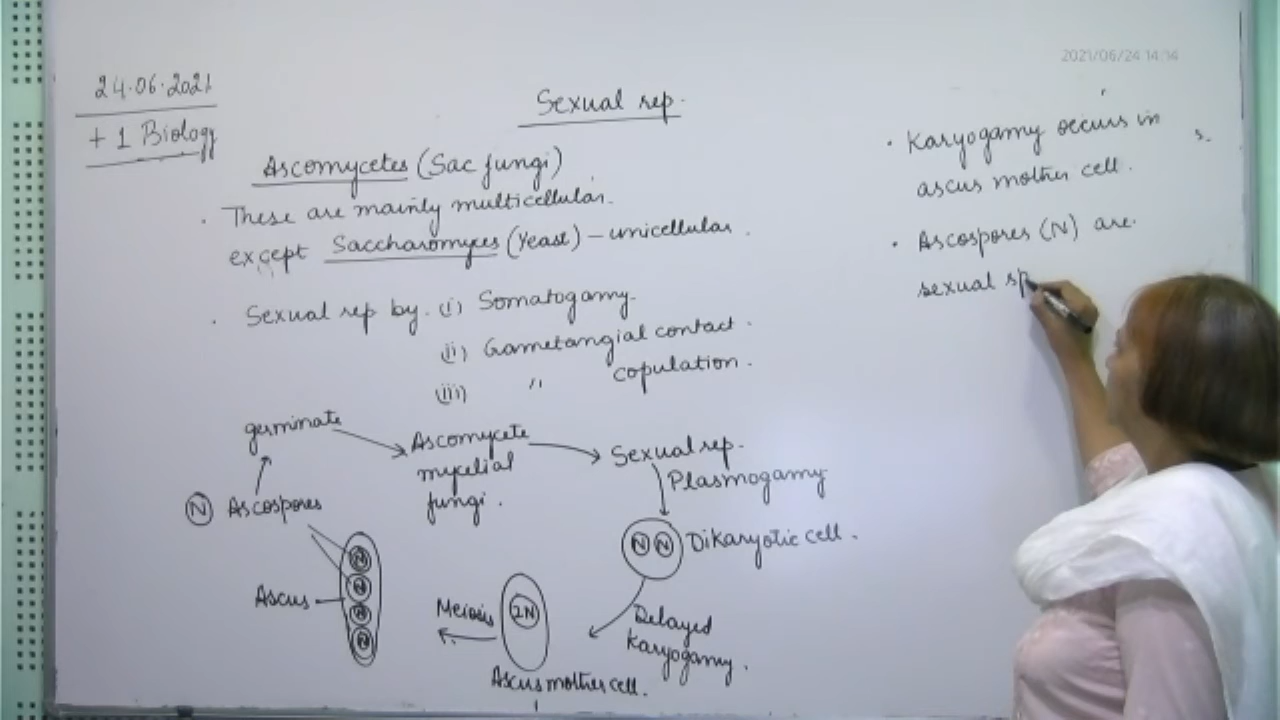 2021/06/24 14:14
24.06.2021
+ 1 Biology
Sexual rep.
Ascomycetes (Sac fungi)
• These are mainly multicellular.
except Saccharomyces (Yeast) – unicellular.
• Sexual rep by. (i) Somatogamy.
(ii) Gametangial contact.
(iii) " copulation.
germinate
Ascomycete
mycelial
fungi.
Sexual rep.
Plasmogamy
N N Dikaryotic cell.
Delayed
Karyogamy.
2N
Ascus mother cell.
Meiosis
N Ascospores
N
N
N
N
Ascus
• Karyogamy occurs in
ascus mother cell.
• Ascospores (N) are
sexual sp
s.